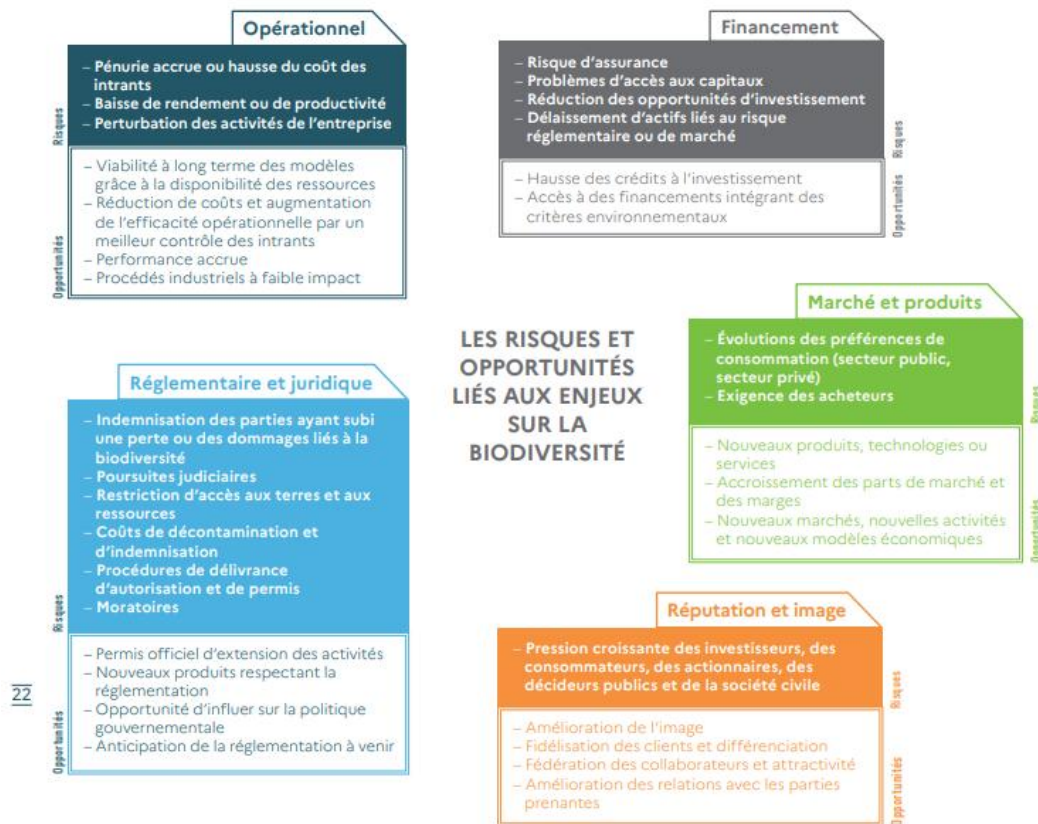 Opérationnel
– Pénurie accrue ou hausse du coût des
intrants
– Baisse de rendement ou de productivité
– Perturbation des activités de l'entreprise
Risques
– Viabilité à long terme des modèles
grâce à la disponibilité des ressources
– Réduction de coûts et augmentation
de l'efficacité opérationnelle par un
meilleur contrôle des intrants
– Performance accrue
– Procédés industriels à faible impact
Opportunités
Financement
– Risque d'assurance
– Problèmes d'accès aux capitaux
– Réduction des opportunités d'investissement
– Délaissement d'actifs liés au risque
réglementaire ou de marché
Risques
– Hausse des crédits à l'investissement
– Accès à des financements intégrant des
critères environnementaux
Opportunités
LES RISQUES ET
OPPORTUNITÉS
LIÉS AUX ENJEUX
SUR LA
BIODIVERSITÉ
Marché et produits
– Évolutions des préférences de
consommation (secteur public,
secteur privé)
– Exigence des acheteurs
Risques
– Nouveaux produits, technologies ou
services
– Accroissement des parts de marché et
des marges
– Nouveaux marchés, nouvelles activités
et nouveaux modèles économiques
Opportunités
Réglementaire et juridique
– Indemnisation des parties ayant subi
une perte ou des dommages liés à la
biodiversité
– Poursuites judiciaires
– Restriction d'accès aux terres et aux
ressources
– Coûts de décontamination et
d'indemnisation
– Procédures de délivrance
d'autorisation et de permis
– Moratoires
Risques
– Permis officiel d'extension des activités
– Nouveaux produits respectant la
réglementation
– Opportunité d'influer sur la politique
gouvernementale
– Anticipation de la réglementation à venir
Opportunités
Réputation et image
– Pression croissante des investisseurs, des
consommateurs, des actionnaires, des
décideurs publics et de la société civile
Risques
– Amélioration de l'image
– Fidélisation des clients et différenciation
– Fédération des collaborateurs et attractivité
– Amélioration des relations avec les parties
prenantes
Opportunités
22